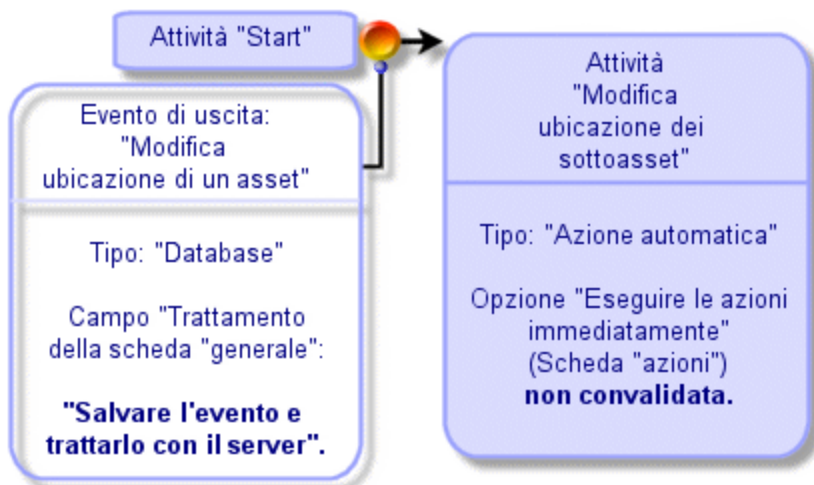 Attività "Start"
Evento di uscita:
"Modifica
ubicazione di un asset"
Tipo: "Database"
Campo "Trattamento
della scheda "generale":
"Salvare l'evento e
trattarlo con il server".
Attività
"Modifica
ubicazione dei
sottoasset"
Tipo: "Azione automatica"
Opzione "Eseguire le azioni
immediatamente"
(Scheda "azioni")
non convalidata.